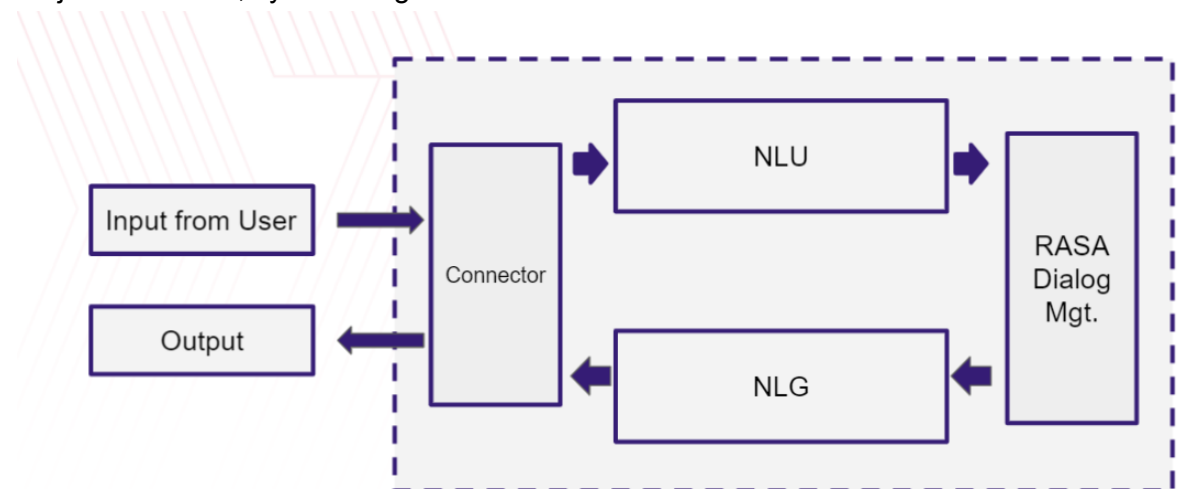 NLU
Input from User
Connector
RASA
Dialog
Mgt.
Output
NLG